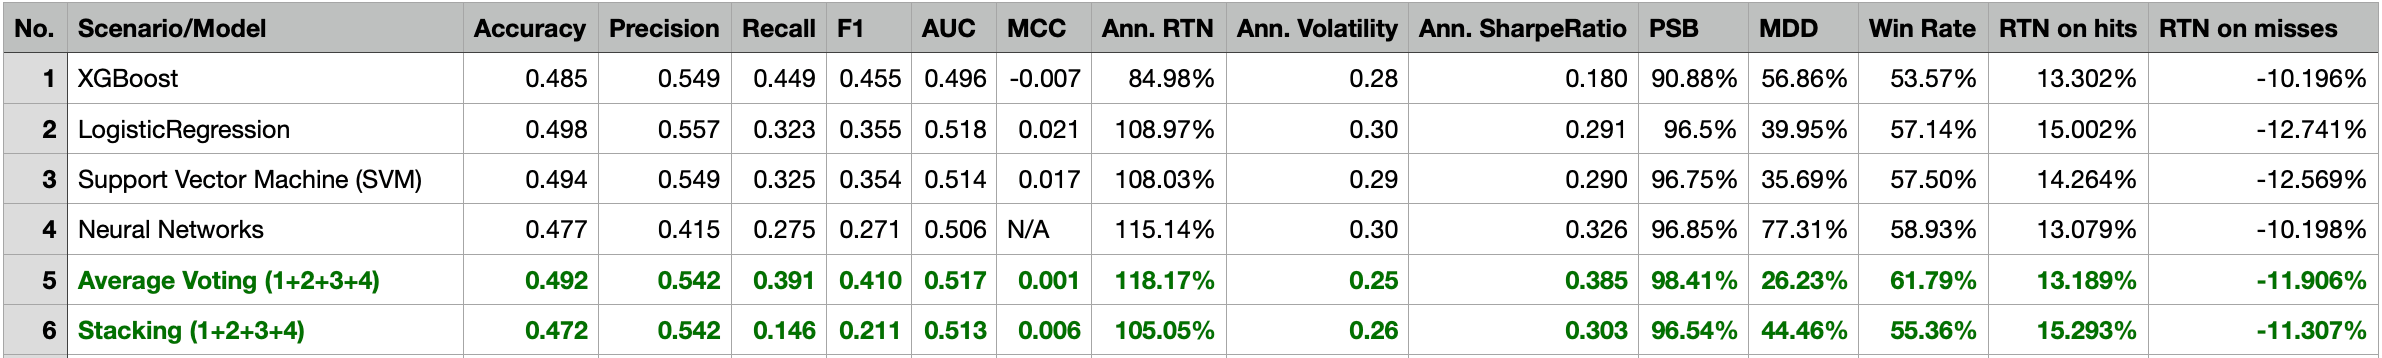 No. Scenario/Model Accuracy Precision Recall F1 AUC MCC Ann. RTN Ann. Volatility Ann. SharpeRatio PSB MDD Win Rate RTN on hits RTN on misses
1 XGBoost 0.485 0.549 0.449 0.455 0.496 -0.007 84.98% 0.28 0.180 90.88% 56.86% 53.57% 13.302% -10.196%
2 LogisticRegression 0.498 0.557 0.323 0.355 0.518 0.021 108.97% 0.30 0.291 96.5% 39.95% 57.14% 15.002% -12.741%
3 Support Vector Machine (SVM) 0.494 0.549 0.325 0.354 0.514 0.017 108.03% 0.29 0.290 96.75% 35.69% 57.50% 14.264% -12.569%
4 Neural Networks 0.477 0.415 0.275 0.271 0.506 N/A 115.14% 0.30 0.326 96.85% 77.31% 58.93% 13.079% -10.198%
5 Average Voting (1+2+3+4) 0.492 0.542 0.391 0.410 0.517 0.001 118.17% 0.25 0.385 98.41% 26.23% 61.79% 13.189% -11.906%
6 Stacking (1+2+3+4) 0.472 0.542 0.146 0.211 0.513 0.006 105.05% 0.26 0.303 96.54% 44.46% 55.36% 15.293% -11.307%